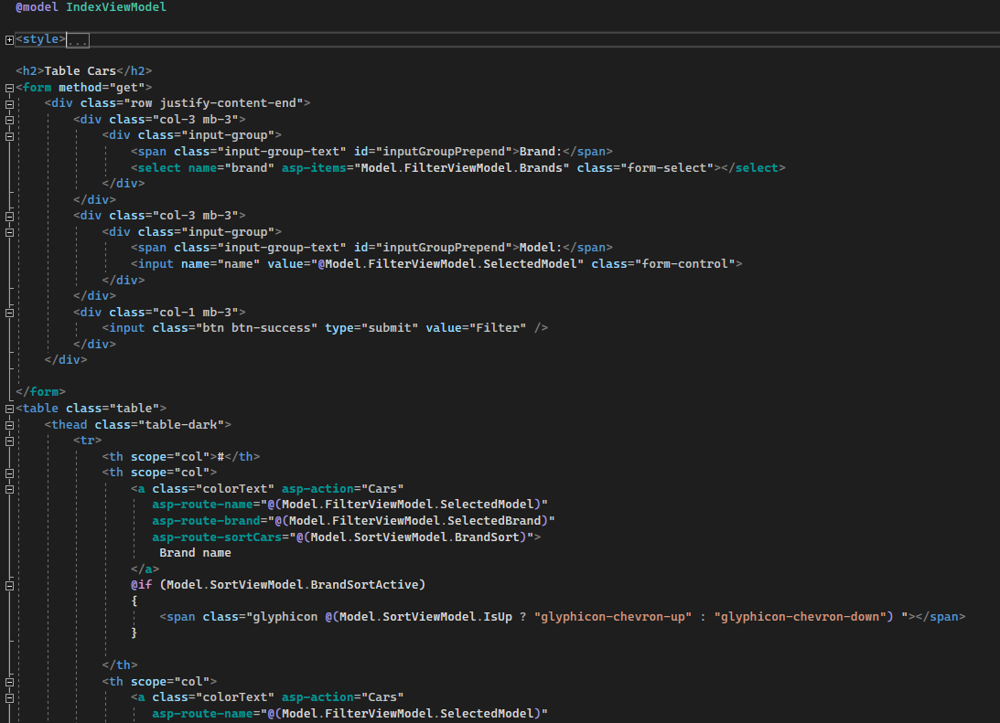 @model IndexViewModel
<style>...
<h2>Table Cars</h2>
<form method="get">
<div class="row justify-content-end">
<div class="col-3 mb-3">
<div class="input-group">
<span class="input-group-text" id="inputGroupPrepend">Brand:</span>
<select name="brand" asp-items="Model.FilterViewModel.Brands" class="form-select"></select>
</div>
</div>
<div class="col-3 mb-3">
<div class="input-group">
<span class="input-group-text" id="inputGroupPrepend">Model:</span>
<input name="name" value="@Model.FilterViewModel.SelectedModel" class="form-control">
</div>
</div>
<div class="col-1 mb-3">
<input class="btn btn-success" type="submit" value="Filter" />
</div>
</div>
</form>
<table class="table">
<thead class="table-dark">
<tr>
<th scope="col">#</th>
<th scope="col">
<a class="colorText" asp-action="Cars"
asp-route-name="@(Model.FilterViewModel.SelectedModel)"
asp-route-brand="@(Model.FilterViewModel.SelectedBrand)"
asp-route-sortCars="@(Model.SortViewModel.BrandSort)">
Brand name
</a>
@if (Model.SortViewModel.BrandSortActive)
{
<span class="glyphicon @(Model.SortViewModel.IsUp ? "glyphicon-chevron-up" : "glyphicon-chevron-down") "></span>
}
</th>
<th scope="col">
<a class="colorText" asp-action="Cars"
asp-route-name="@(Model.FilterViewModel.SelectedModel)"